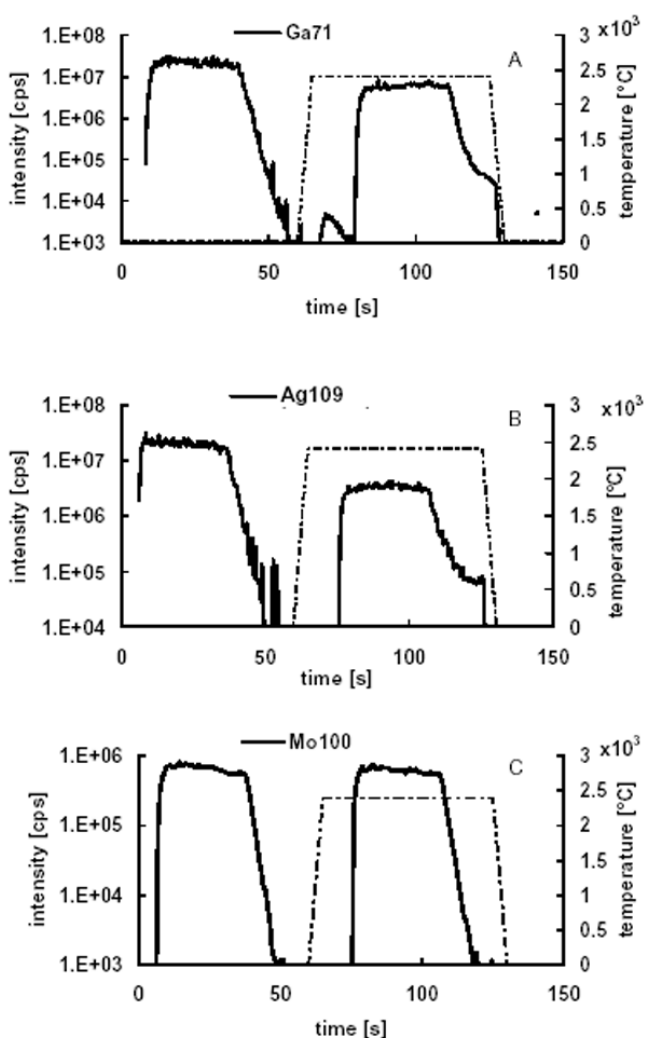 Ga71
A
x10³
1.E+08
1.E+07
1.E+06
1.E+05
1.E+04
1.E+03
intensity [cps]
3
2.5
2
1.5
1
0.5
0
temperature [°C]
0 50 100 150
time [s]
Ag109
B
x10³
1.E+08
1.E+07
1.E+06
1.E+05
1.E+04
intensity [cps]
3
2.5
2
1.5
1
0.5
0
temperature [°C]
0 50 100 150
time [s]
Mo100
C
x10³
1.E+06
1.E+05
1.E+04
1.E+03
intensity [cps]
3
2.5
2
1.5
1
0.5
0
temperature [°C]
0 50 100 150
time [s]